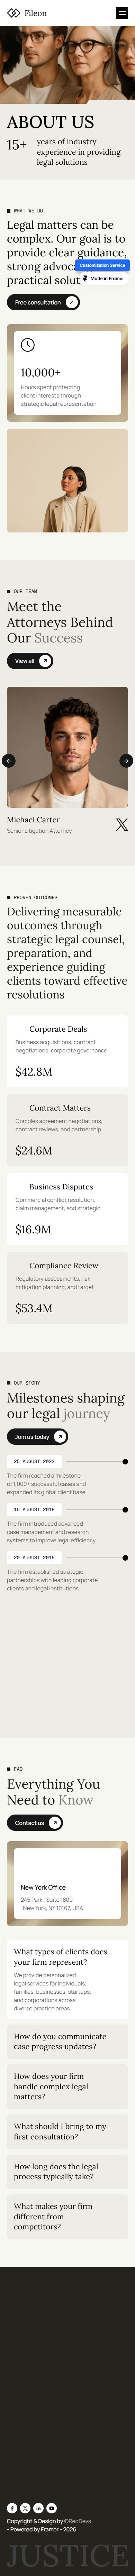 Fileon
ABOUT US
15+
years of industry
experience in providing
legal solutions
WHAT WE DO
Legal matters can be
complex. Our goal is to
provide clear guidance,
strong advoca
practical solut
Customization Service
Made in Framer
Free consultation
10,000+
Hours spent protecting
client interests through
strategic legal representation
OUR TEAM
Meet the
Attorneys Behind
Our Success
View all
Michael Carter
Senior Litigation Attorney
PROVEN OUTCOMES
Delivering measurable
outcomes through
strategic legal counsel,
preparation, and
experience guiding
clients toward effective
resolutions
Corporate Deals
Business acquisitions, contract
negotiations, corporate governance
$42.8M
Contract Matters
Complex agreement negotiations,
contract reviews, and partnership
$24.6M
Business Disputes
Commercial conflict resolution,
claim management, and strategic
$16.9M
Compliance Review
Regulatory assessments, risk
mitigation planning, and target
$53.4M
OUR STORY
Milestones shaping
our legal journey
Join us today
25 AUGUST 2022
The firm reached a milestone
of 1,000+ successful cases and
expanded its global client base.
15 AUGUST 2018
The firm introduced advanced
case management and research
systems to improve legal efficiency.
20 AUGUST 2015
The firm established strategic
partnerships with leading corporate
clients and legal institutions
FAQ
Everything You
Need to Know
Contact us
New York Office
245 Park , Suite 1800
New York, NY 10167, USA
What types of clients does
your firm represent?
We provide personalized
legal services for individuals,
families, businesses, startups,
and corporations across
diverse practice areas.
How do you communicate
case progress updates?
How does your firm
handle complex legal
matters?
What should I bring to my
first consultation?
How long does the legal
process typically take?
What makes your firm
different from
competitors?
Copyright & Design by @RedDevs
- Powered by Framer - 2026
JUSTICE